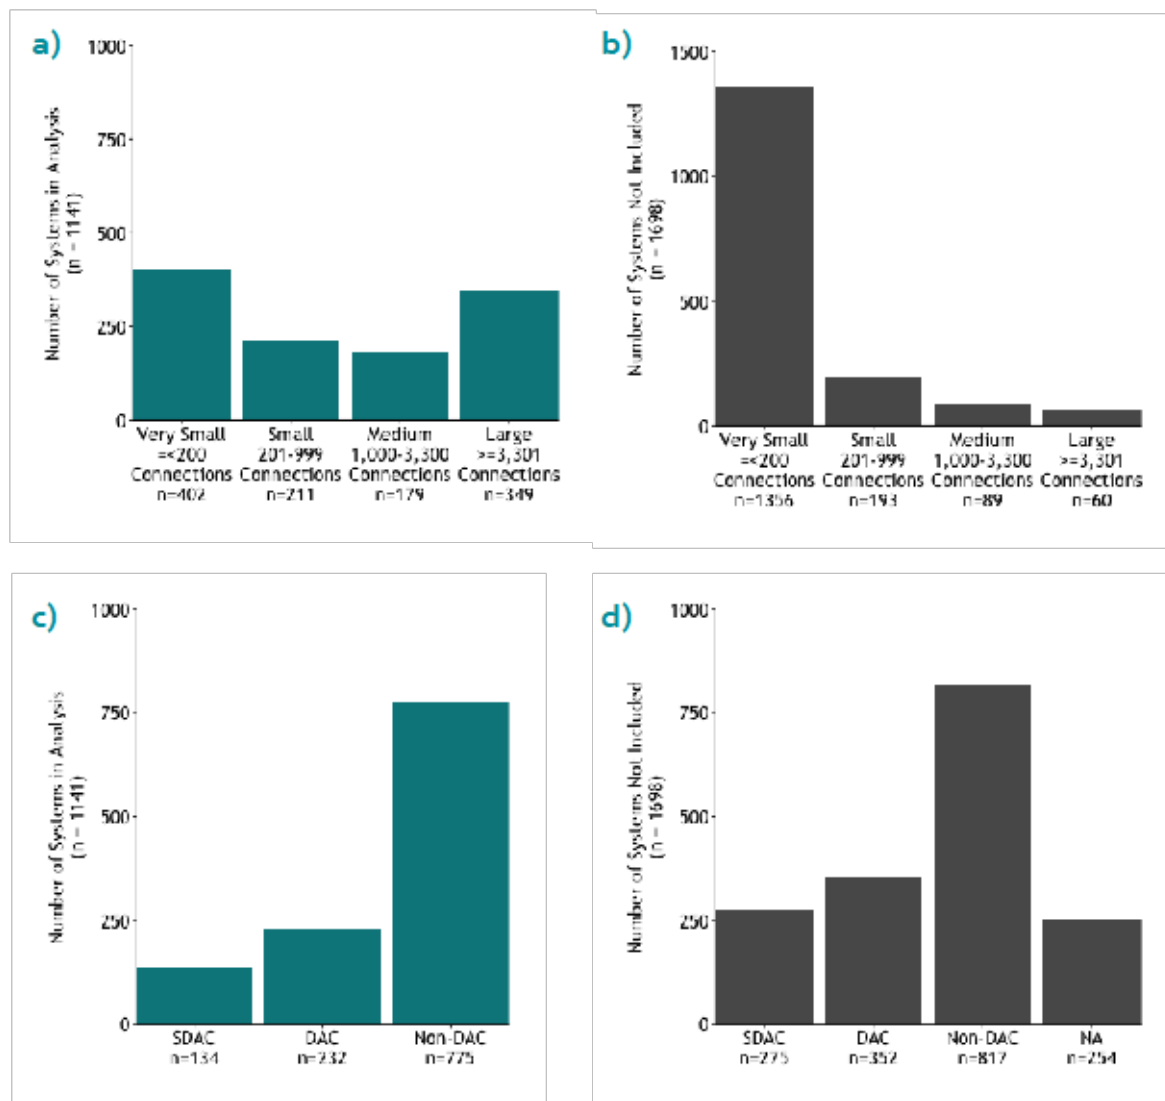 a)
1000
750
500
250
0
Number of Systems in Analysis
(n = 1141)
Very Small
=<200
Connections
n=402
Small
201-999
Connections
n=211
Medium
1,000-3,300
Connections
n=179
Large
>=3,301
Connections
n=349
b)
1500
1000
500
0
Number of Systems Not Included
(n = 1698)
Very Small
=<200
Connections
n=1356
Small
201-999
Connections
n=193
Medium
1,000-3,300
Connections
n=89
Large
>=3,301
Connections
n=60
c)
1000
750
500
250
0
Number of Systems in Analysis
(n = 1141)
SDAC
n=134
DAC
n=232
Non-DAC
n=775
d)
1000
750
500
250
0
Number of Systems Not Included
(n = 1698)
SDAC
n=275
DAC
n=352
Non-DAC
n=817
NA
n=254